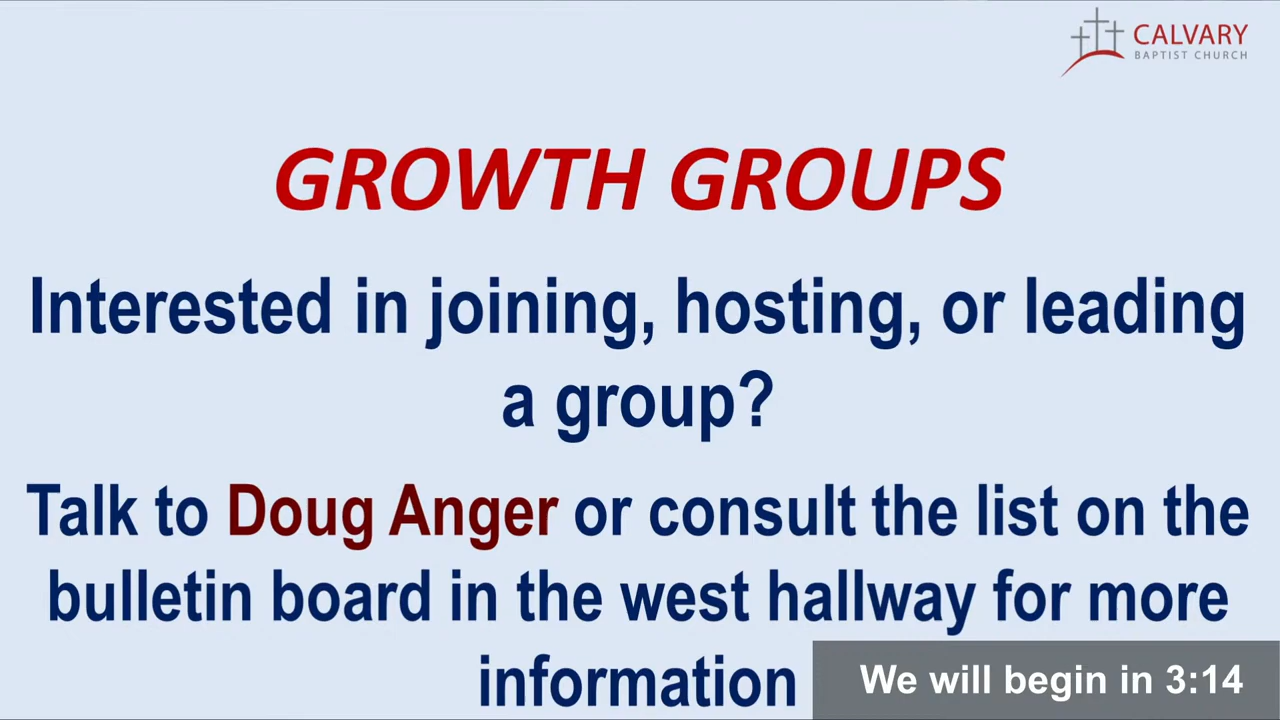 CALVARY
BAPTIST CHURCH
GROWTH GROUPS
Interested in joining, hosting, or leading
a group?
Talk to Doug Anger or consult the list on the
bulletin board in the west hallway for more
information
We will begin in 3:14